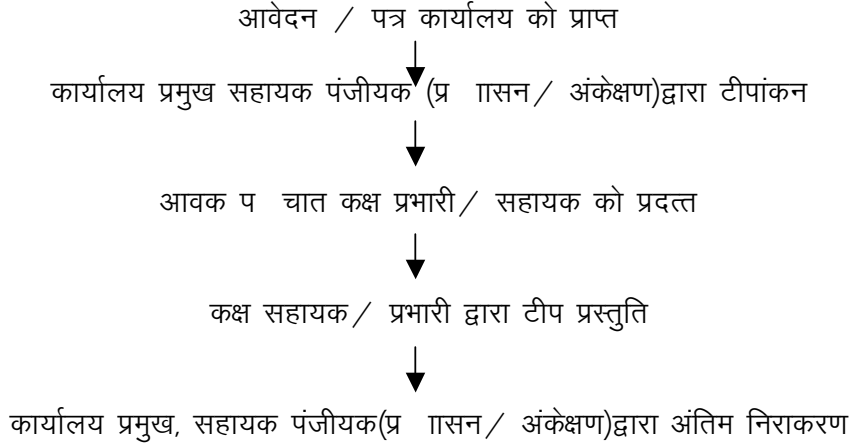 आवेदन / पत्र कार्यालय को प्राप्त
कार्यालय प्रमुख सहायक पंजीयक (प्र ाासन / अंकेक्षण)द्वारा टीपांकन
आवक प चात कक्ष प्रभारी / सहायक को प्रदत्त
कक्ष सहायक / प्रभारी द्वारा टीप प्रस्तुति
कार्यालय प्रमुख, सहायक पंजीयक(प्र ाासन / अंकेक्षण)द्वारा अंतिम निराकरण